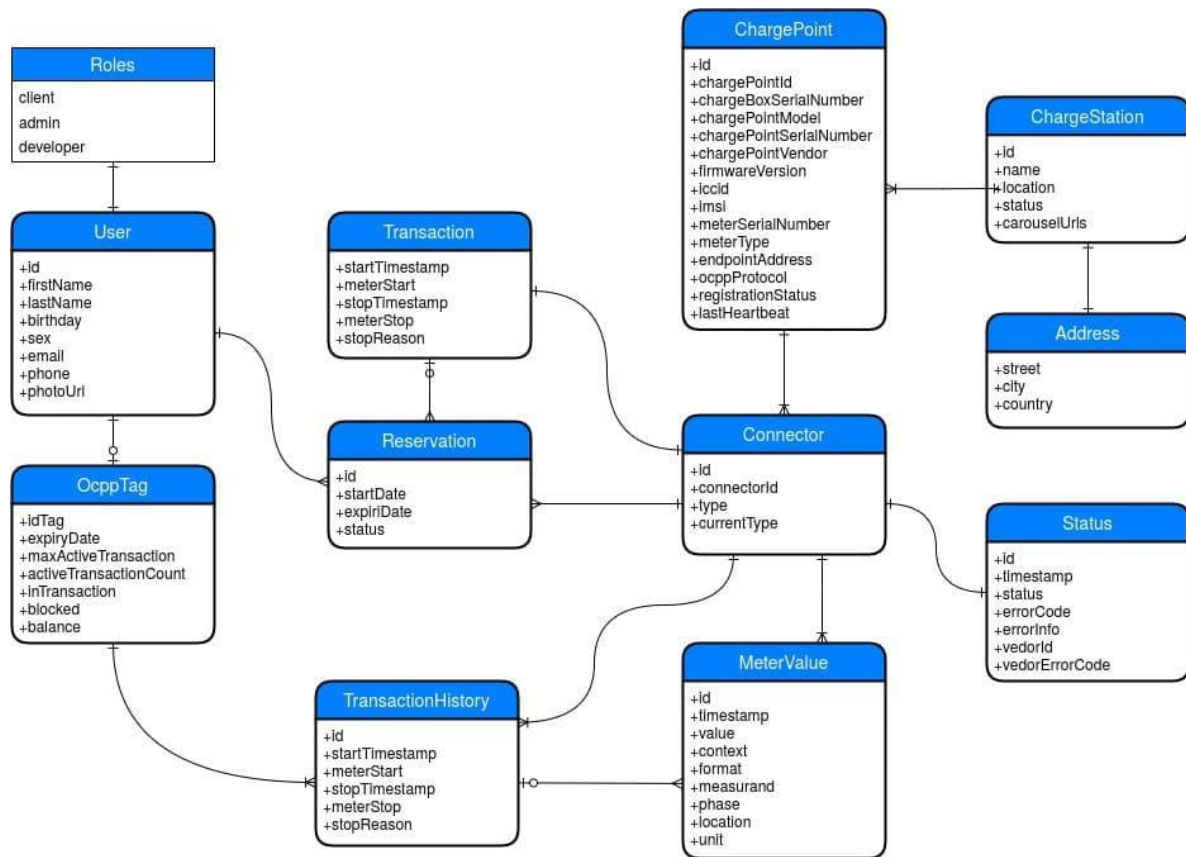 Roles
client
admin
developer
User
+id
+firstName
+lastName
+birthday
+sex
+email
+phone
+photoUrl
OcppTag
+idTag
+expiryDate
+maxActiveTransaction
+activeTransactionCount
+inTransaction
+blocked
+balance
Transaction
+startTimestamp
+meterStart
+stopTimestamp
+meterStop
+stopReason
Reservation
+id
+startDate
+expiriDate
+status
TransactionHistory
+id
+startTimestamp
+meterStart
+stopTimestamp
+meterStop
+stopReason
ChargePoint
+id
+chargePointId
+chargeBoxSerialNumber
+chargePointModel
+chargePointSerialNumber
+chargePointVendor
+firmwareVersion
+iccid
+imsi
+meterSerialNumber
+meterType
+endpointAddress
+ocppProtocol
+registrationStatus
+lastHeartbeat
Connector
+id
+connectorId
+type
+currentType
MeterValue
+id
+timestamp
+value
+context
+format
+measurand
+phase
+location
+unit
ChargeStation
+id
+name
+location
+status
+carouselUrls
Address
+street
+city
+country
Status
+id
+timestamp
+status
+errorCode
+errorInfo
+vedorId
+vedorErrorCode